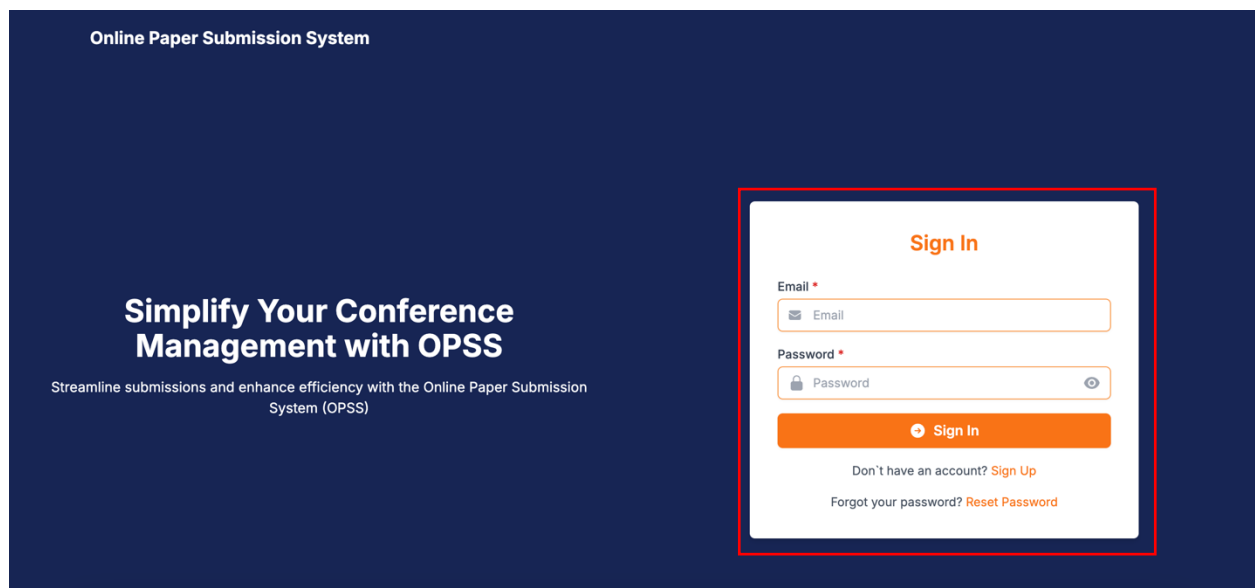 Online Paper Submission System
Simplify Your Conference
Management with OPSS
Streamline submissions and enhance efficiency with the Online Paper Submission
System (OPSS)
Sign In
Email *
Email
Password *
Password
Sign In
Don`t have an account? Sign Up
Forgot your password? Reset Password